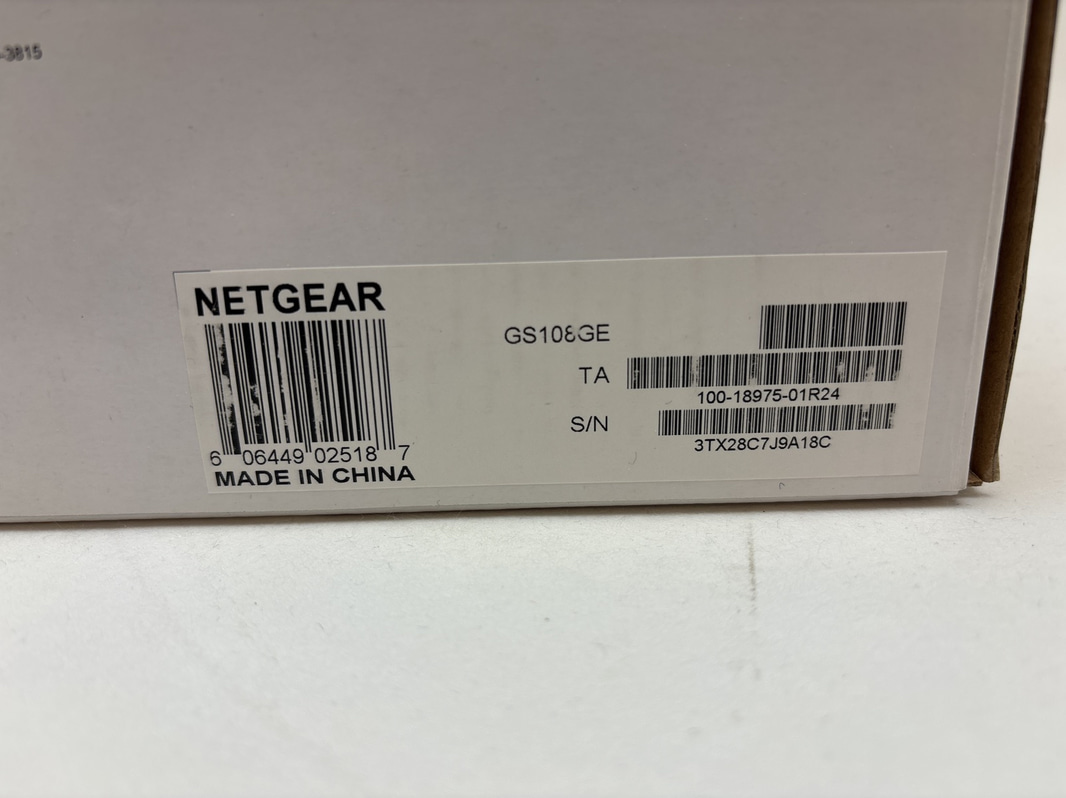 -3815
NETGEAR
GS108GE
TA
100-18975-01R24
S/N
3TX28C7J9A18C
6 06449 02518 7
MADE IN CHINA